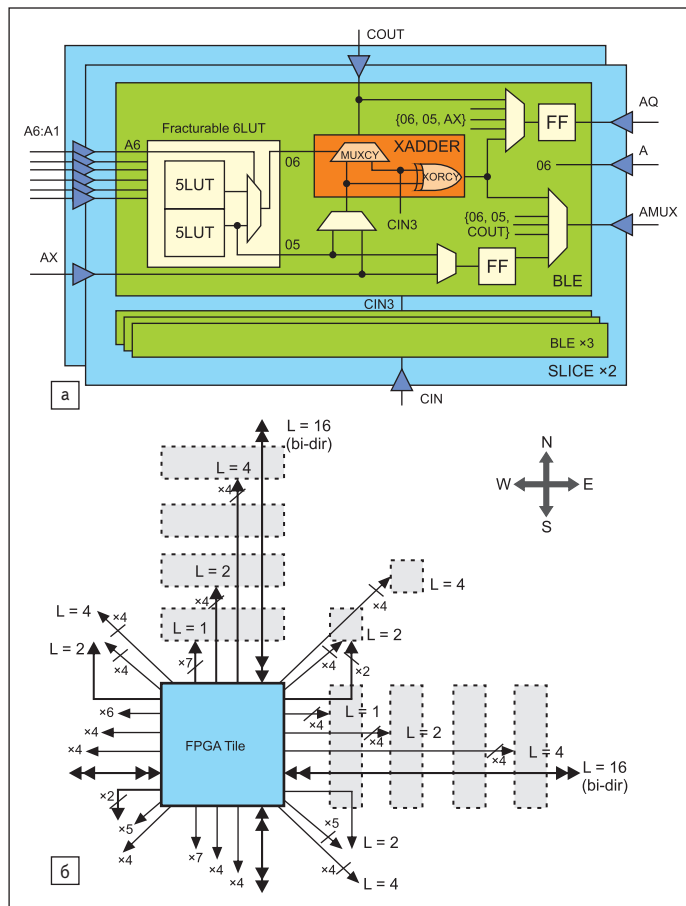 COUT
A6:A1
A6
Fracturable 6LUT
5LUT
5LUT
06
05
AX
XADDER
MUXCY
XORCY
CIN3
{06, 05, AX}
FF
AQ
06
A
{06, 05,
COUT}
AMUX
FF
BLE
CIN3
BLE ×3
SLICE ×2
CIN
а
L = 16
(bi-dir)
L = 4
×4
N
W
E
S
L = 2
×4
L = 4
×4
L = 4
×4
L = 1
×7
L = 2
×4
L = 2
×4
×2
×6
×4
×4
FPGA Tile
L = 1
×4
L = 2
×4
L = 4
×4
L = 16
(bi-dir)
×2
×5
×4
×7
×4
×4
×5
L = 2
×4
L = 4
б